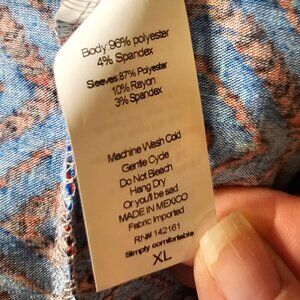 Body 96% polyester
4% Spandex
Sleeves 87% Polyester
10% Rayon
3% Spandex
Machine Wash Cold
Gentle Cycle
Do Not Bleach
Hang Dry
Or you'll be sad
MADE IN MEXICO
Fabric Imported
RN# 142161
Simply comfortable
XL